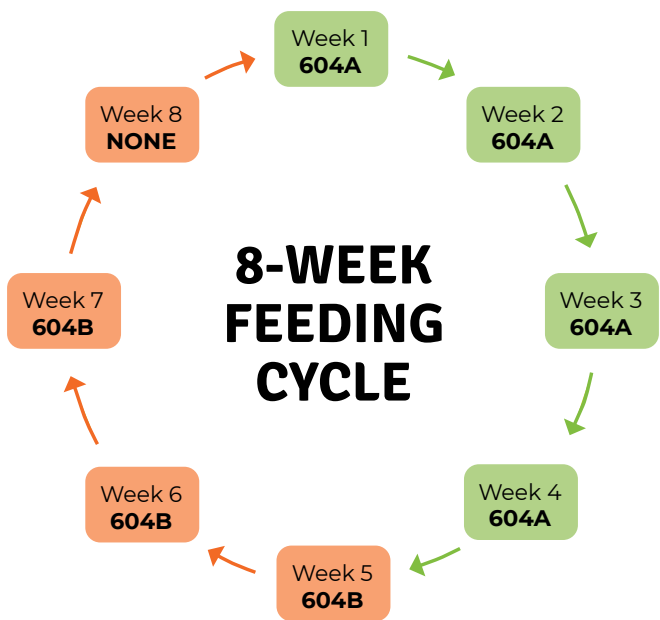 Week 1
604A
Week 2
604A
Week 3
604A
Week 4
604A
Week 5
604B
Week 6
604B
Week 7
604B
Week 8
NONE
8-WEEK
FEEDING
CYCLE